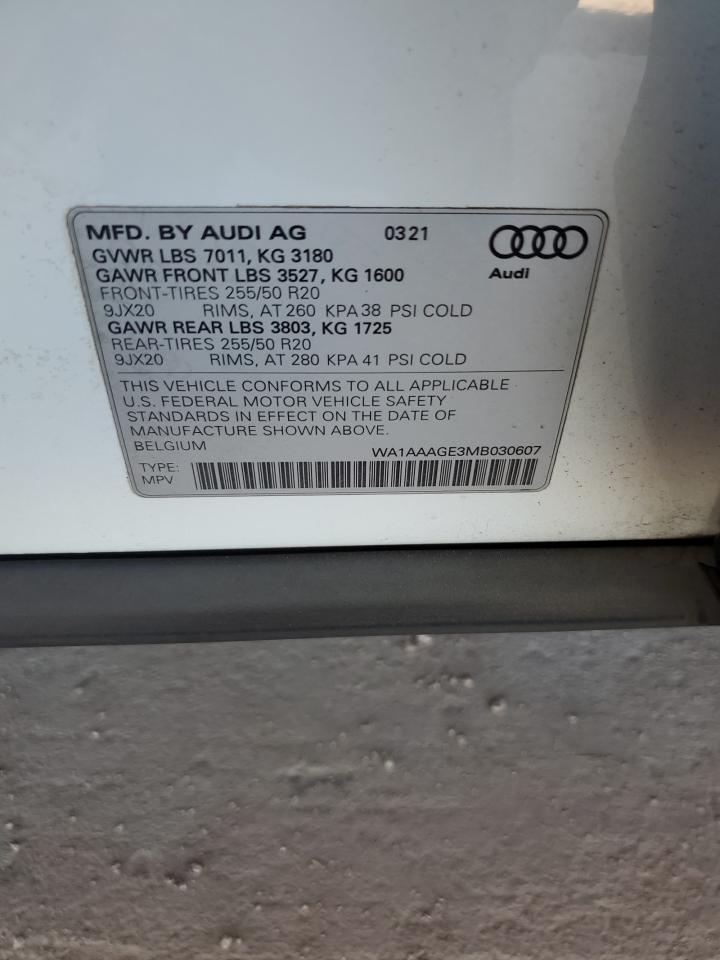 MFD. BY AUDI AG 0321
GVWR LBS 7011, KG 3180
GAWR FRONT LBS 3527, KG 1600
Audi
FRONT-TIRES 255/50 R20
9JX20 RIMS, AT 260 KPA 38 PSI COLD
GAWR REAR LBS 3803, KG 1725
REAR-TIRES 255/50 R20
9JX20 RIMS, AT 280 KPA 41 PSI COLD
THIS VEHICLE CONFORMS TO ALL APPLICABLE
U.S. FEDERAL MOTOR VEHICLE SAFETY
STANDARDS IN EFFECT ON THE DATE OF
MANUFACTURE SHOWN ABOVE.
BELGIUM WA1AAAGE3MB030607
TYPE:
MPV